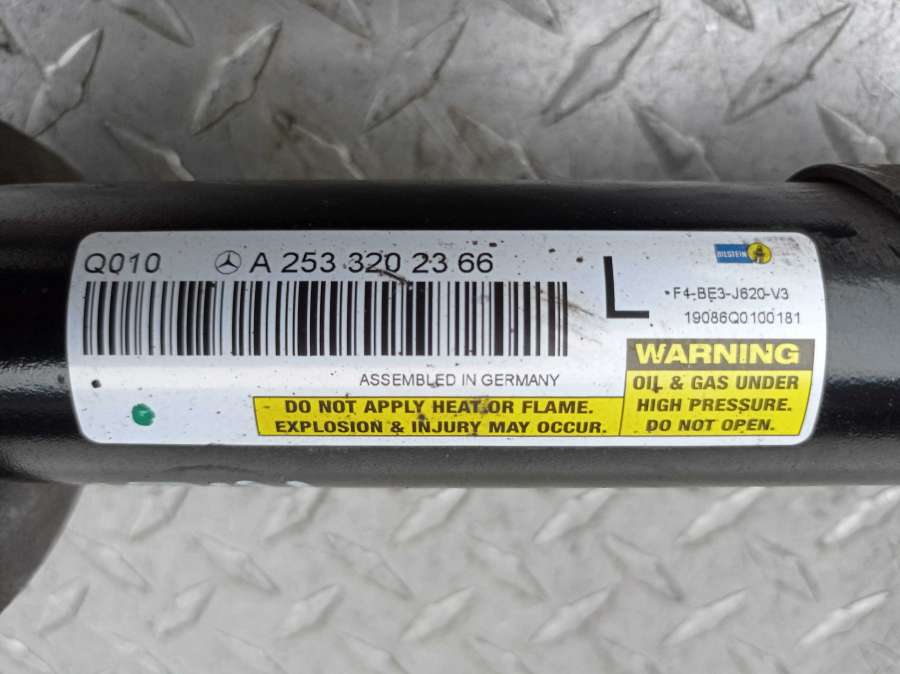 Q010 A 253 320 23 66
L
BILSTEIN
F4-BE3-J620-V3
19086Q0100181
ASSEMBLED IN GERMANY
WARNING
OIL & GAS UNDER
HIGH PRESSURE.
DO NOT OPEN.
DO NOT APPLY HEAT OR FLAME.
EXPLOSION & INJURY MAY OCCUR.